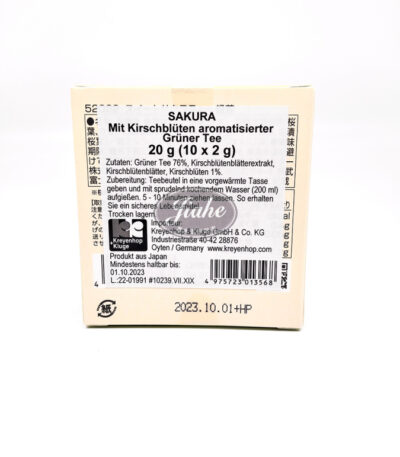 SAKURA
Mit Kirschblüten aromatisierter
Grüner Tee
20 g (10 x 2 g)
Zutaten: Grüner Tee 76%, Kirschblütenblätterextrakt,
Kirschblütenblätter, Kirschblüten 1%.
Zubereitung: Teebeutel in eine vorgewärmte Tasse
geben und mit sprudelnd kochendem Wasser (200 ml)
aufgießen. 5 - 10 Minuten ziehen lassen. So erhalten
Sie ein sicheres
Trocken lagern.
Importeur:
Kreyenhop & Kluge GmbH & Co. KG
Industriestraße 40-42 28876
Oyten / Germany www.kreyenhop.com
Kreyenhop
Kluge
Produkt aus Japan
Mindestens haltbar bis:
01.10.2023
L.:22-01991 #10239.VII.XIX
4 975723 013568
紙
2023.10.01+HP